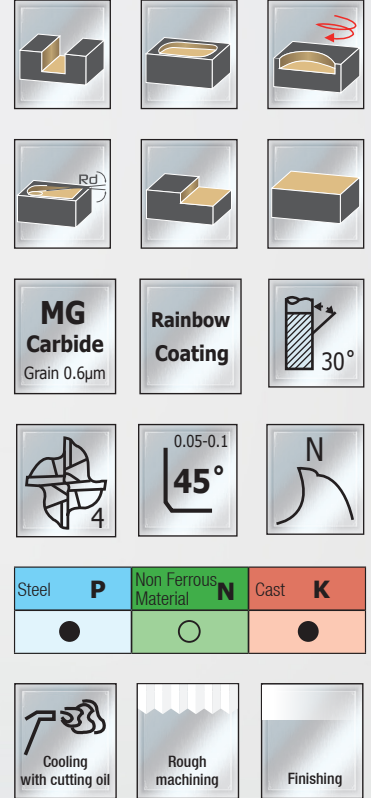 Rd
MG
Carbide
Grain 0.6µm
Rainbow
Coating
30°
4
0.05-0.1
45°
N
Steel P
Non Ferrous
Material N
Cast K
Cooling
with cutting oil
Rough
machining
Finishing